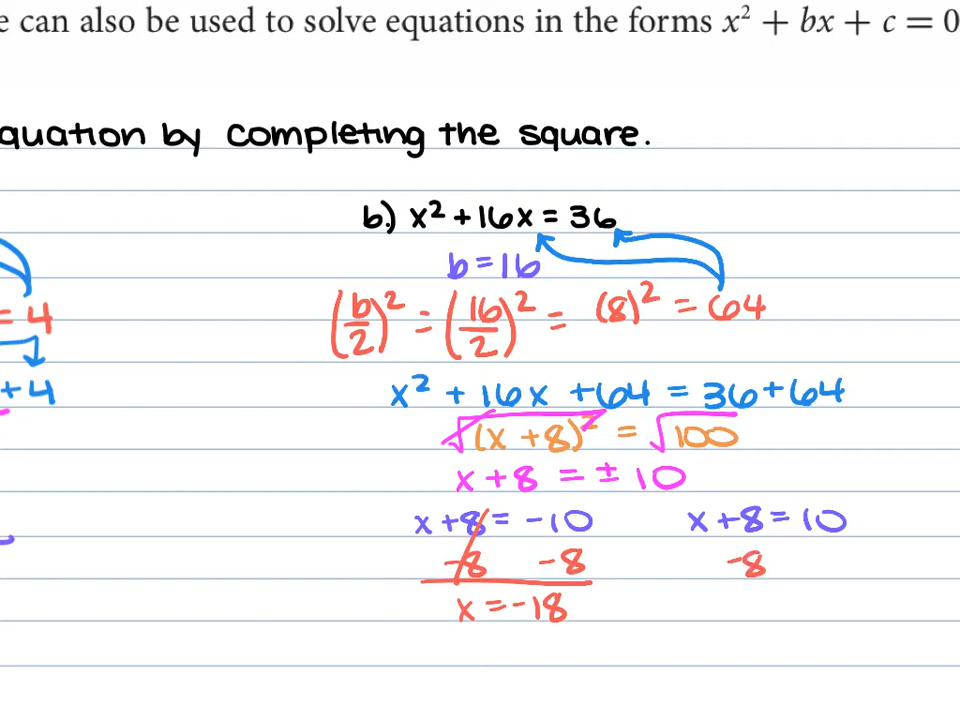 e can also be used to solve equations in the forms x² + bx + c = 0
quation by completing the square.
b.) x² + 16x = 36
b = 16
= 4
(b/2)² = (16/2)² = (8)² = 64
+ 4
x² + 16x + 64 = 36 + 64
√(x + 8)² = √100
x + 8 = ± 10
x + 8 = -10 x + 8 = 10
-8 -8 -8
x = -18